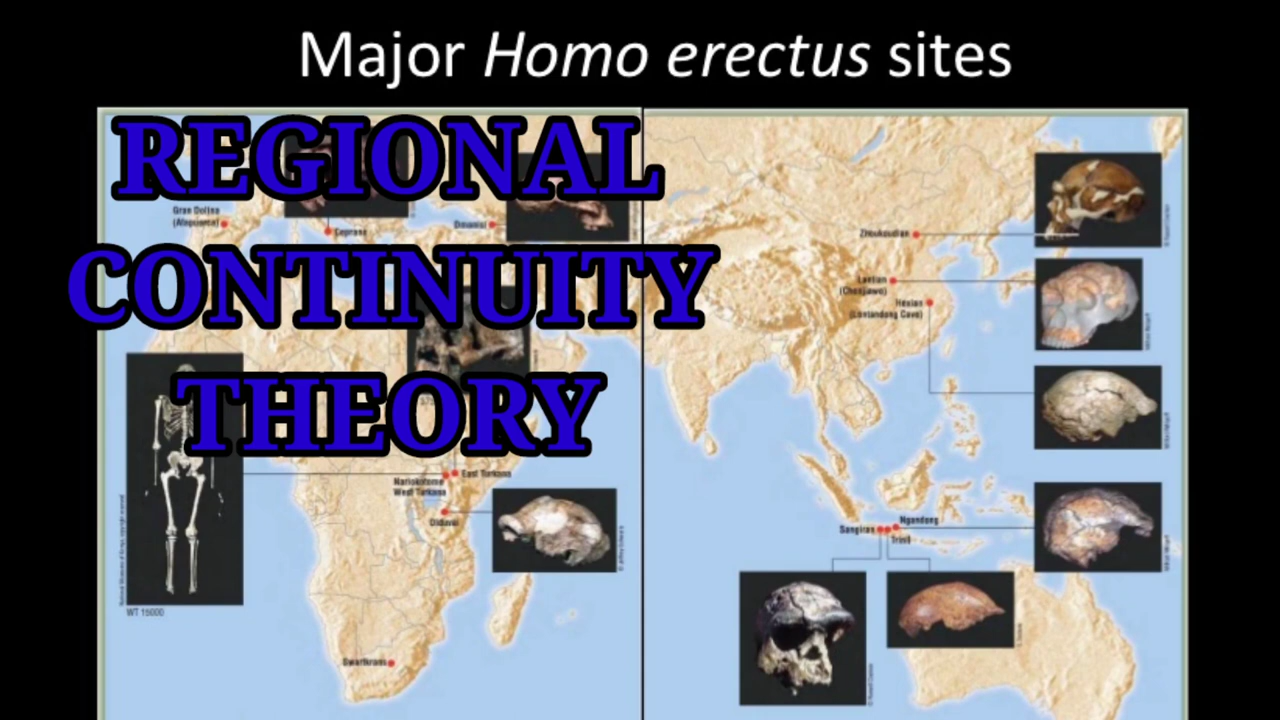 Major Homo erectus sites
REGIONAL
CONTINUITY
THEORY
Gran Dolina
(Atapuerca)
Ceprano
Dmanisi
Zhoukoudian
Lantian
(Chenjiawo)
Hexian
(Lontandong Cave)
East Turkana
Nariokotome
West Turkana
Olduvai
Ngandong
Sangiran
Trinil
WT 15000
Swartkrans